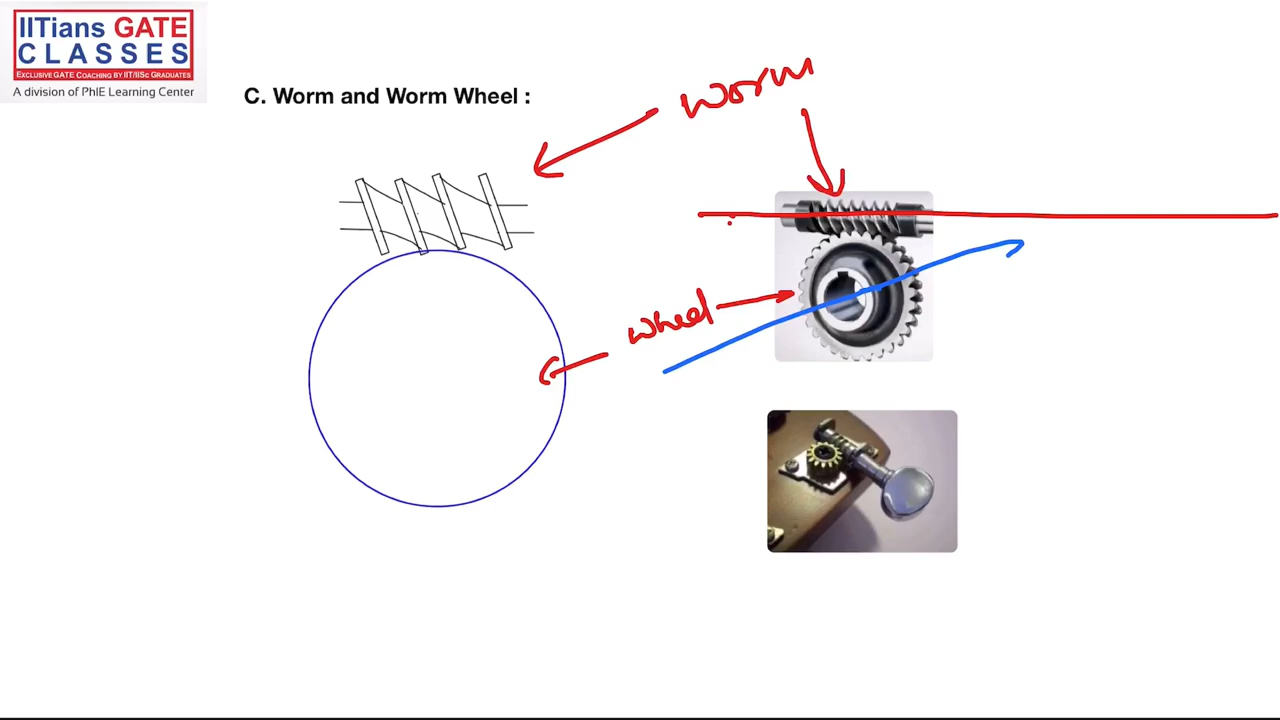 IITians GATE
CLASSES
EXCLUSIVE GATE COACHING BY IIT/IISc GRADUATES
A division of PhIE Learning Center
C. Worm and Worm Wheel :
worm
wheel